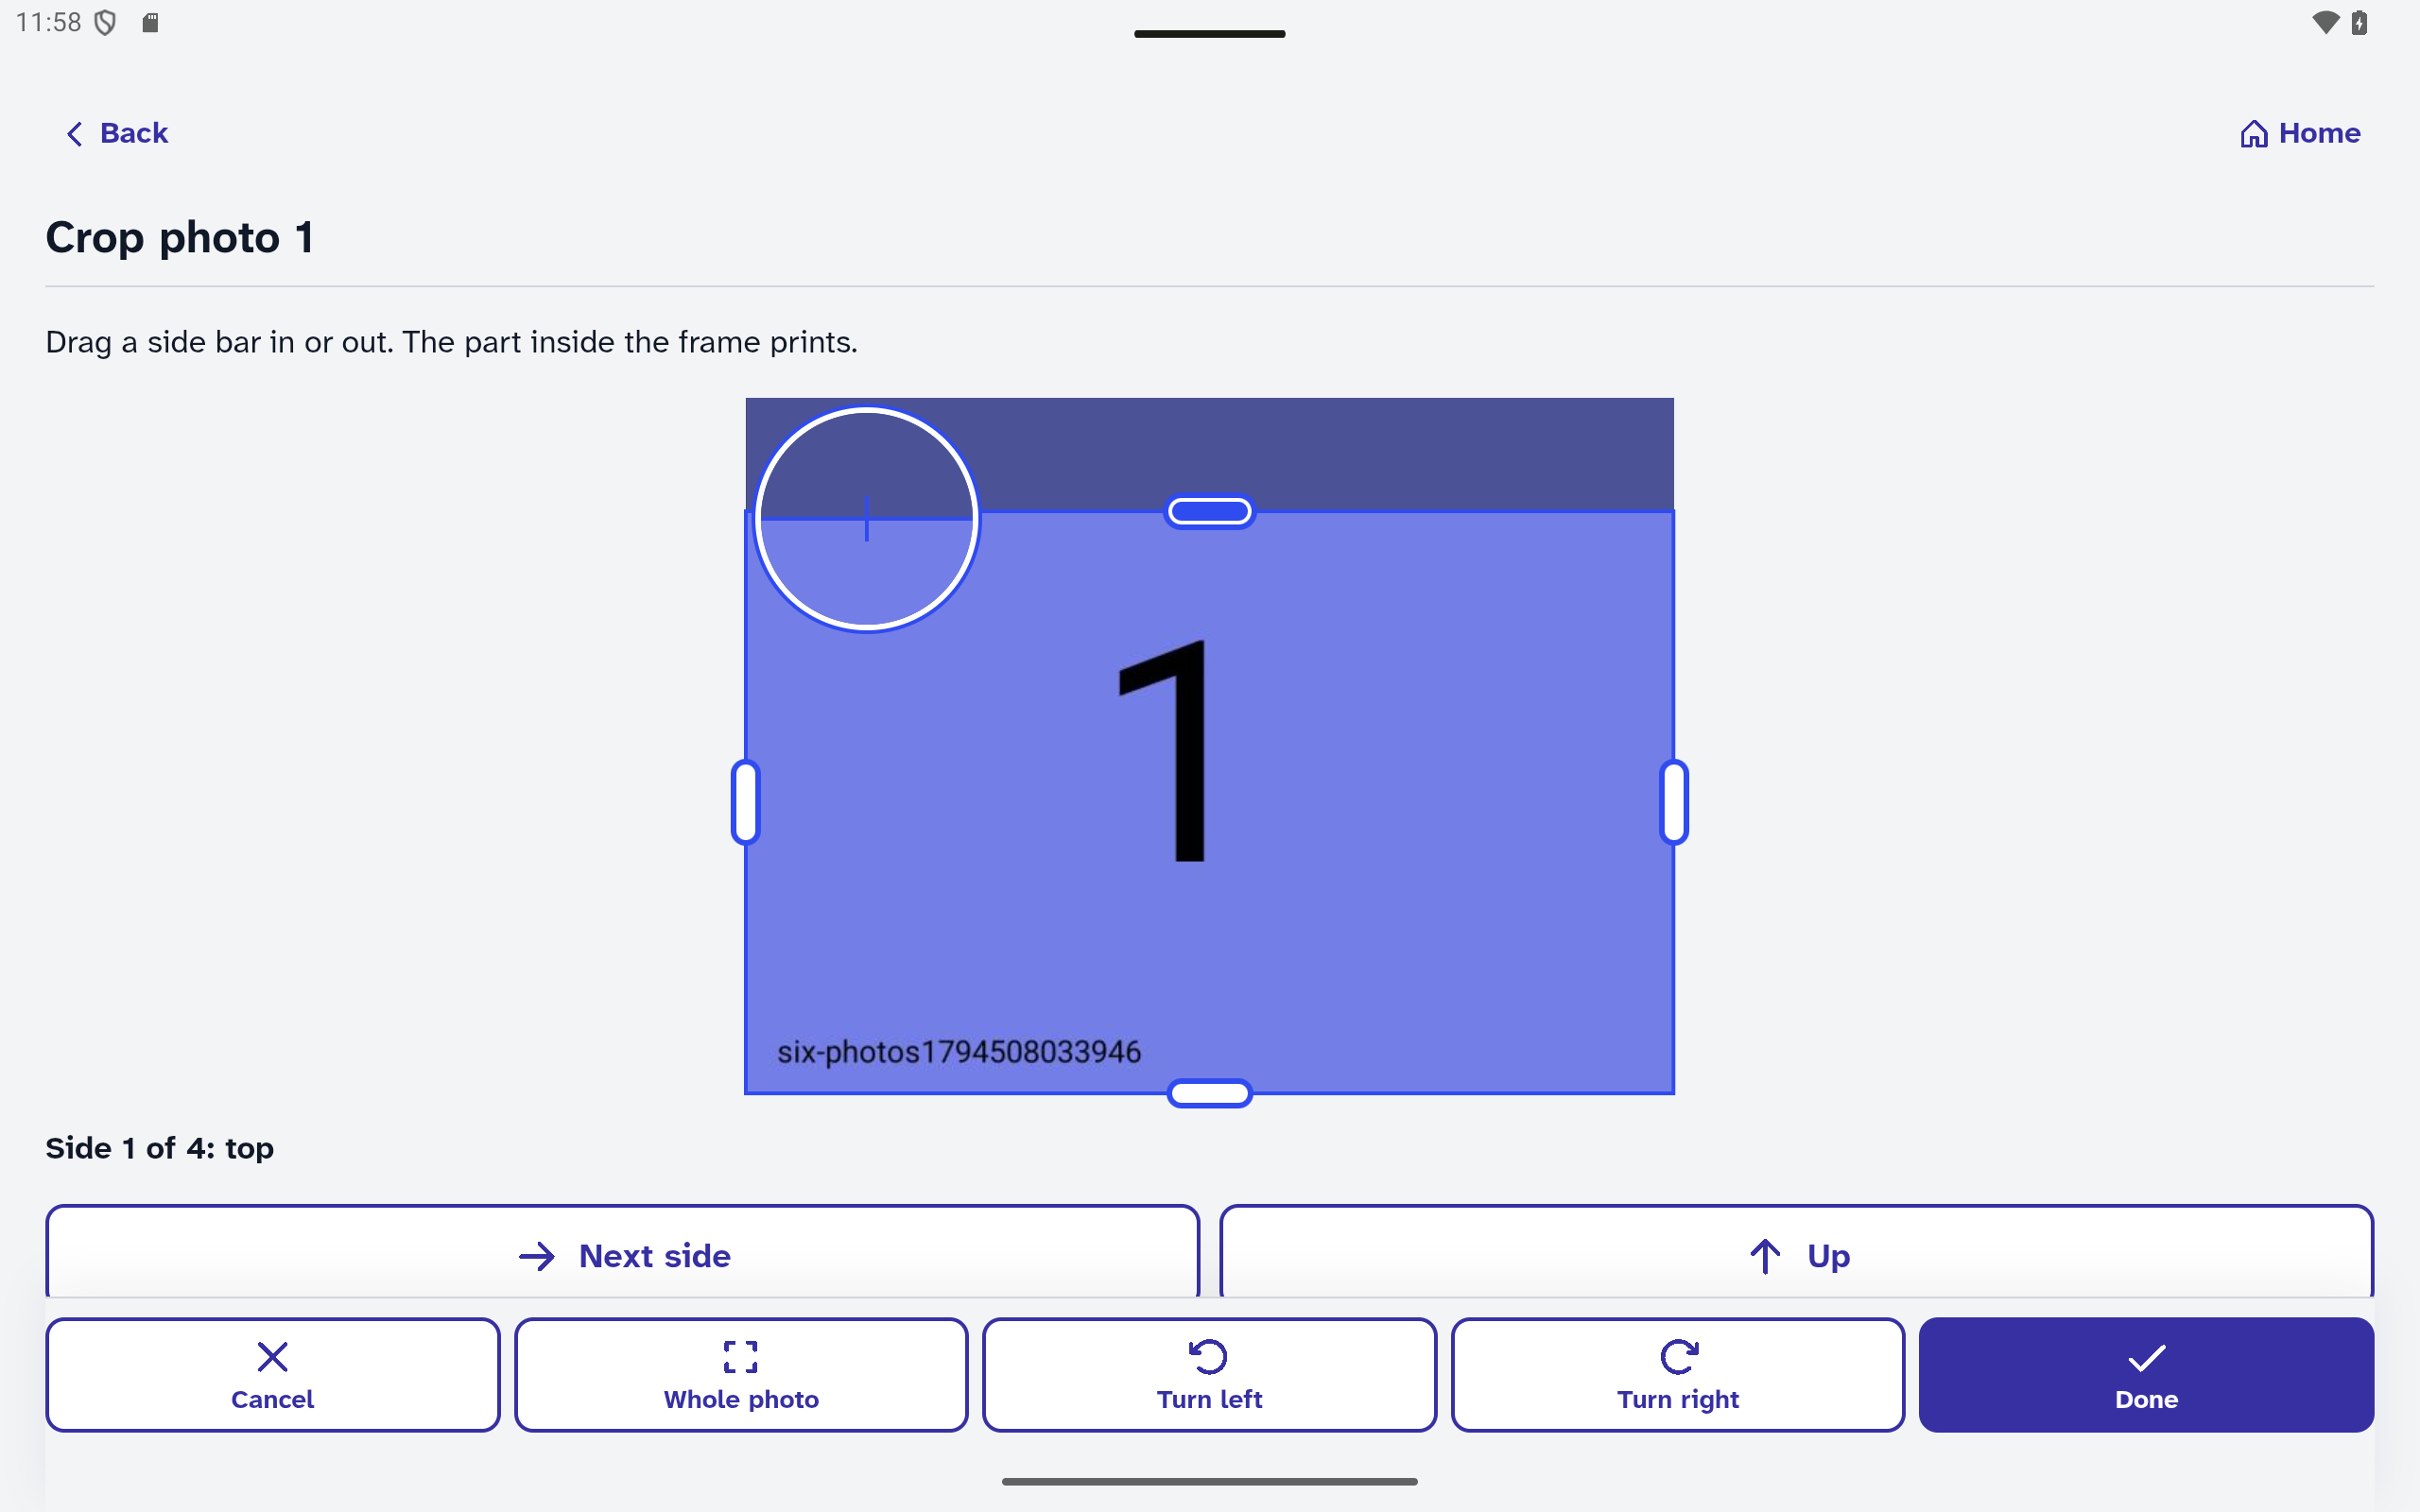 11:58
Back
Home
Crop photo 1
Drag a side bar in or out. The part inside the frame prints.
1
six-photos1794508033946
Side 1 of 4: top
Next side
Up
Cancel
Whole photo
Turn left
Turn right
Done